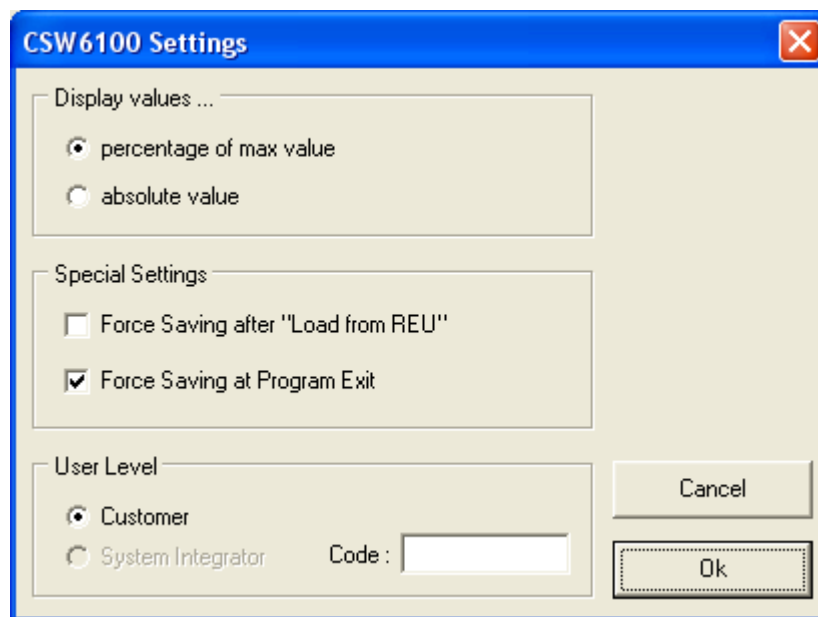 CSW6100 Settings
Display values ...
percentage of max value
absolute value
Special Settings
Force Saving after "Load from REU"
Force Saving at Program Exit
User Level
Customer
System Integrator
Code :
Cancel
Ok